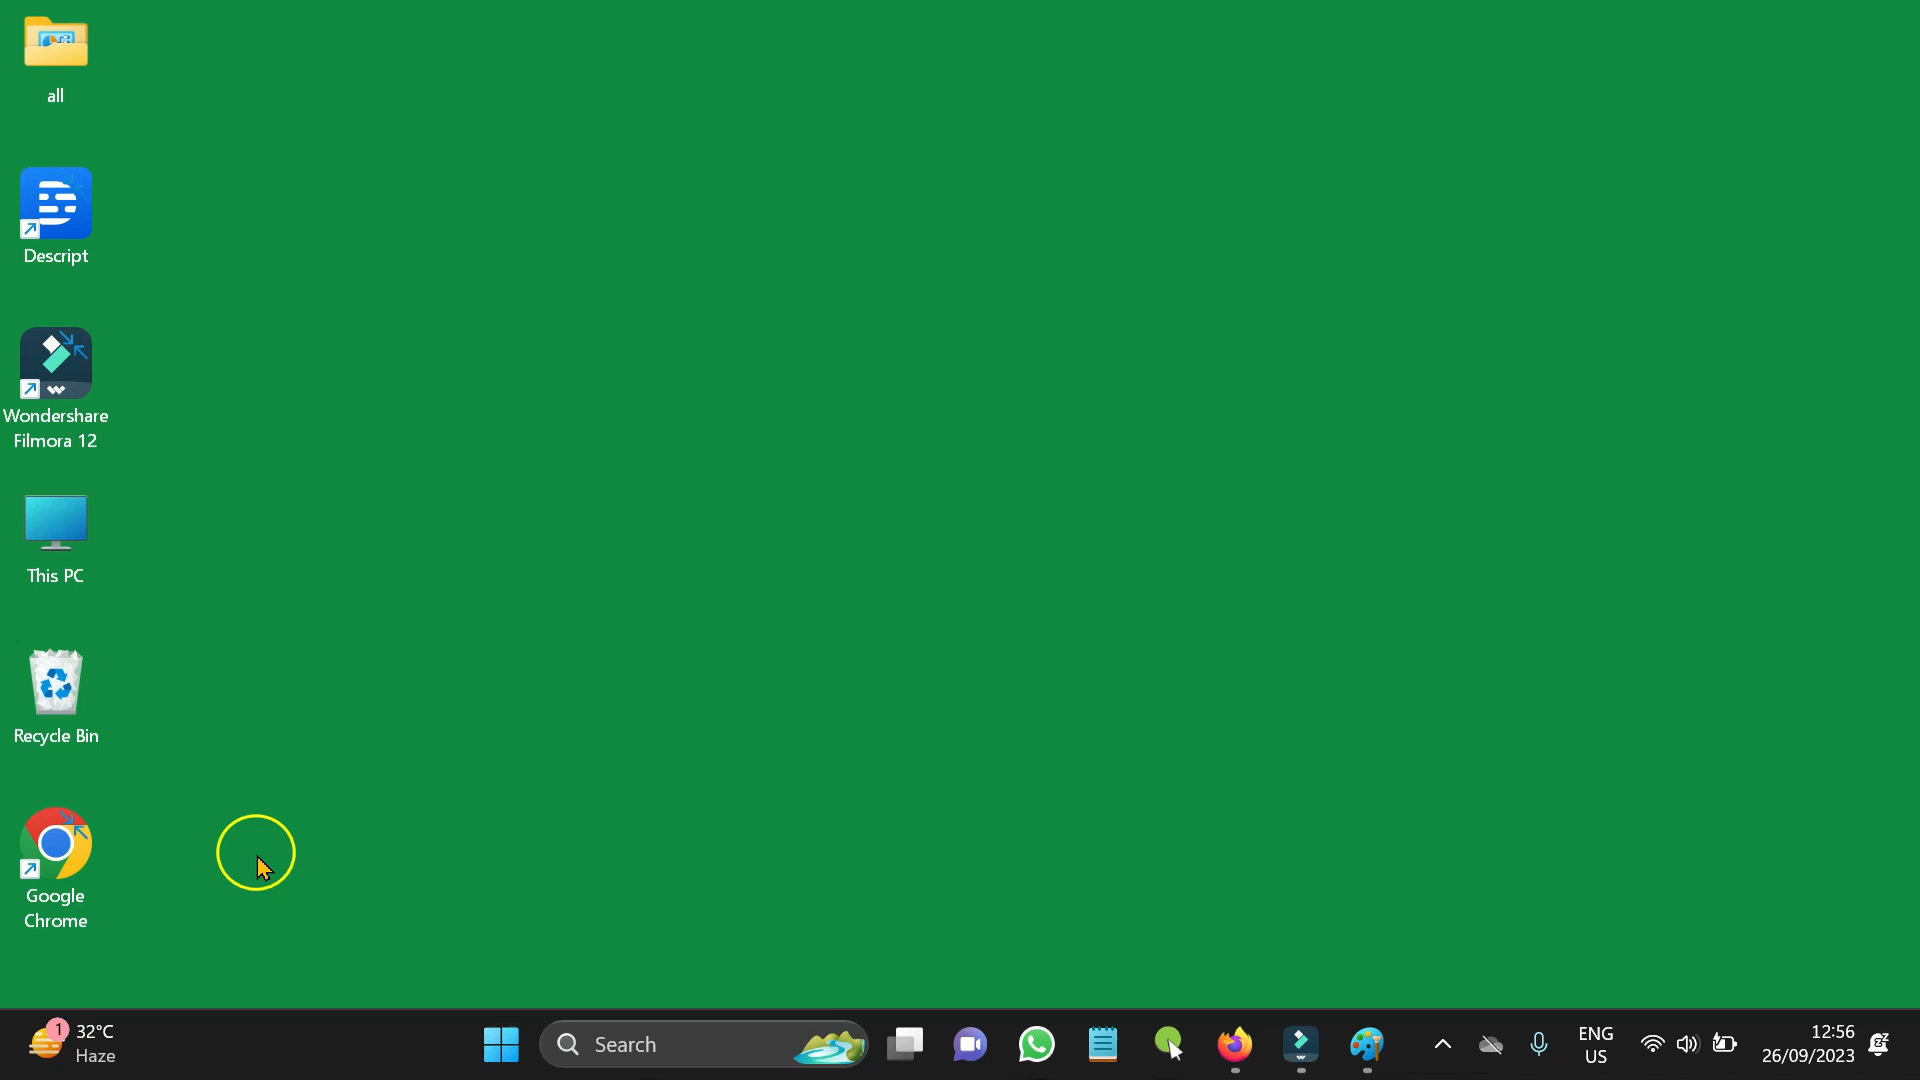 all
Descript
Wondershare
Filmora 12
This PC
Recycle Bin
Google
Chrome
1
32°C
Haze
Search
ENG
US
12:56
26/09/2023